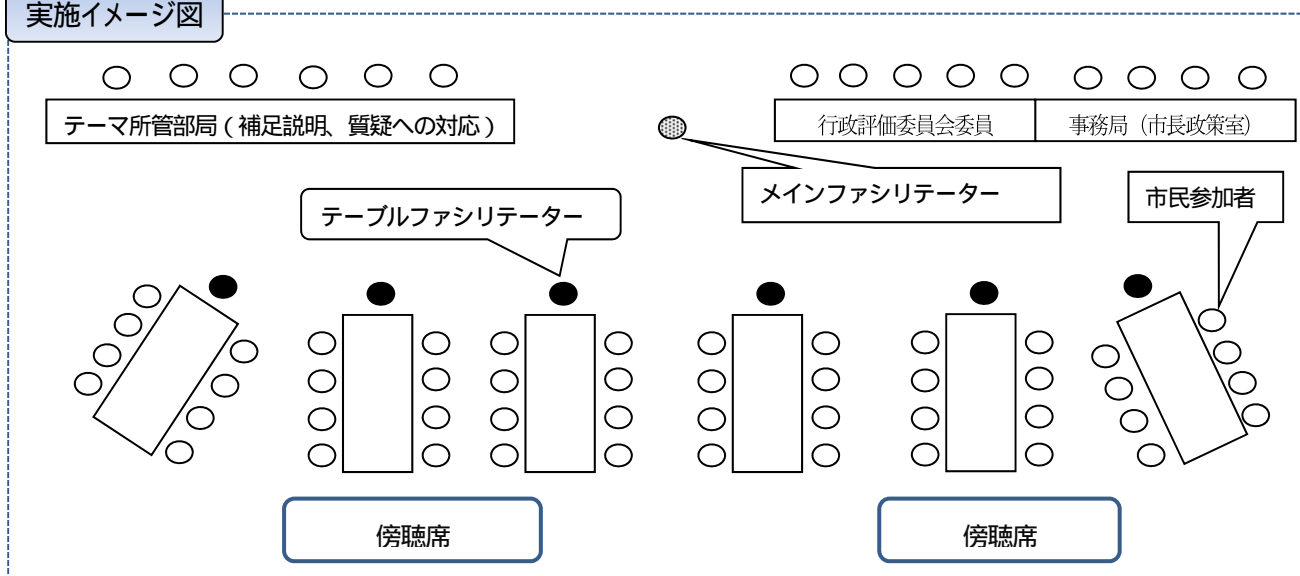 実施イメージ図
テーマ所管部局（補足説明、質疑への対応）
行政評価委員会委員
事務局（市長政策室）
メインファシリテーター
市民参加者
テーブルファシリテーター
傍聴席
傍聴席